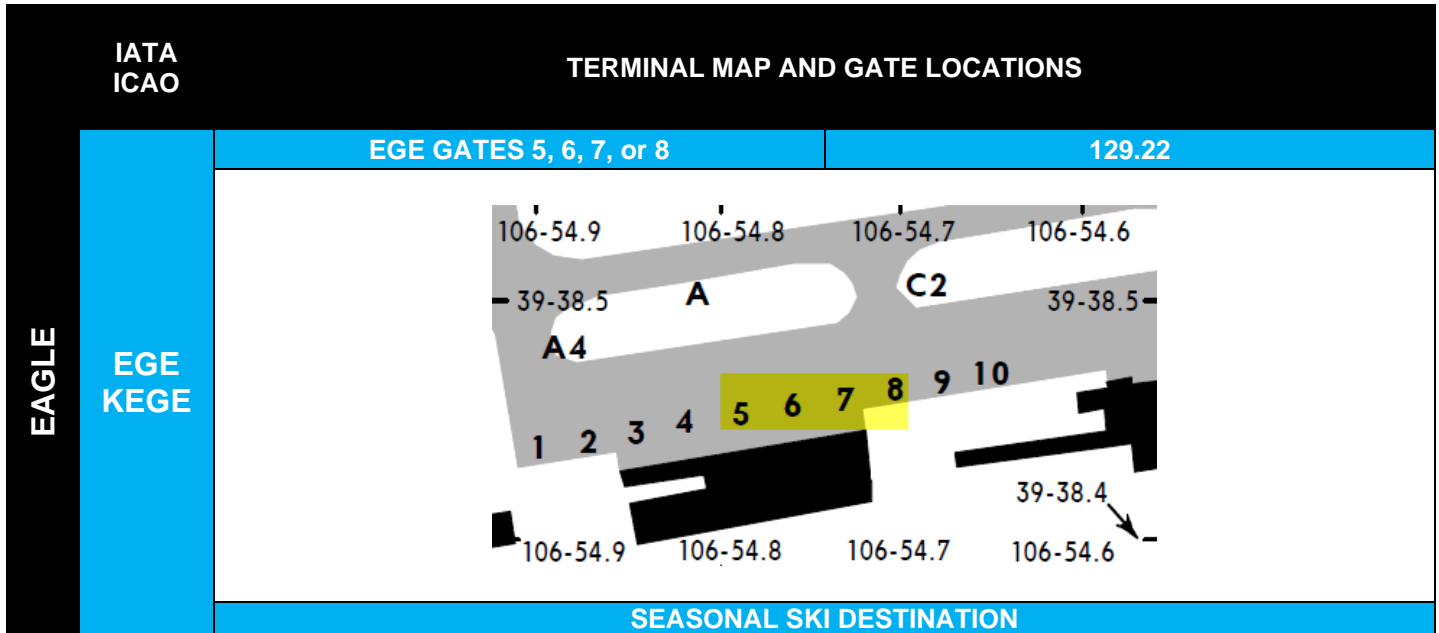 IATA
ICAO
TERMINAL MAP AND GATE LOCATIONS
EAGLE
EGE
KEGE
EGE GATES 5, 6, 7, or 8
129.22
106-54.9 106-54.8 106-54.7 106-54.6
39-38.5 A C2 39-38.5
A4
1 2 3 4 5 6 7 8 9 10
39-38.4
106-54.9 106-54.8 106-54.7 106-54.6
SEASONAL SKI DESTINATION